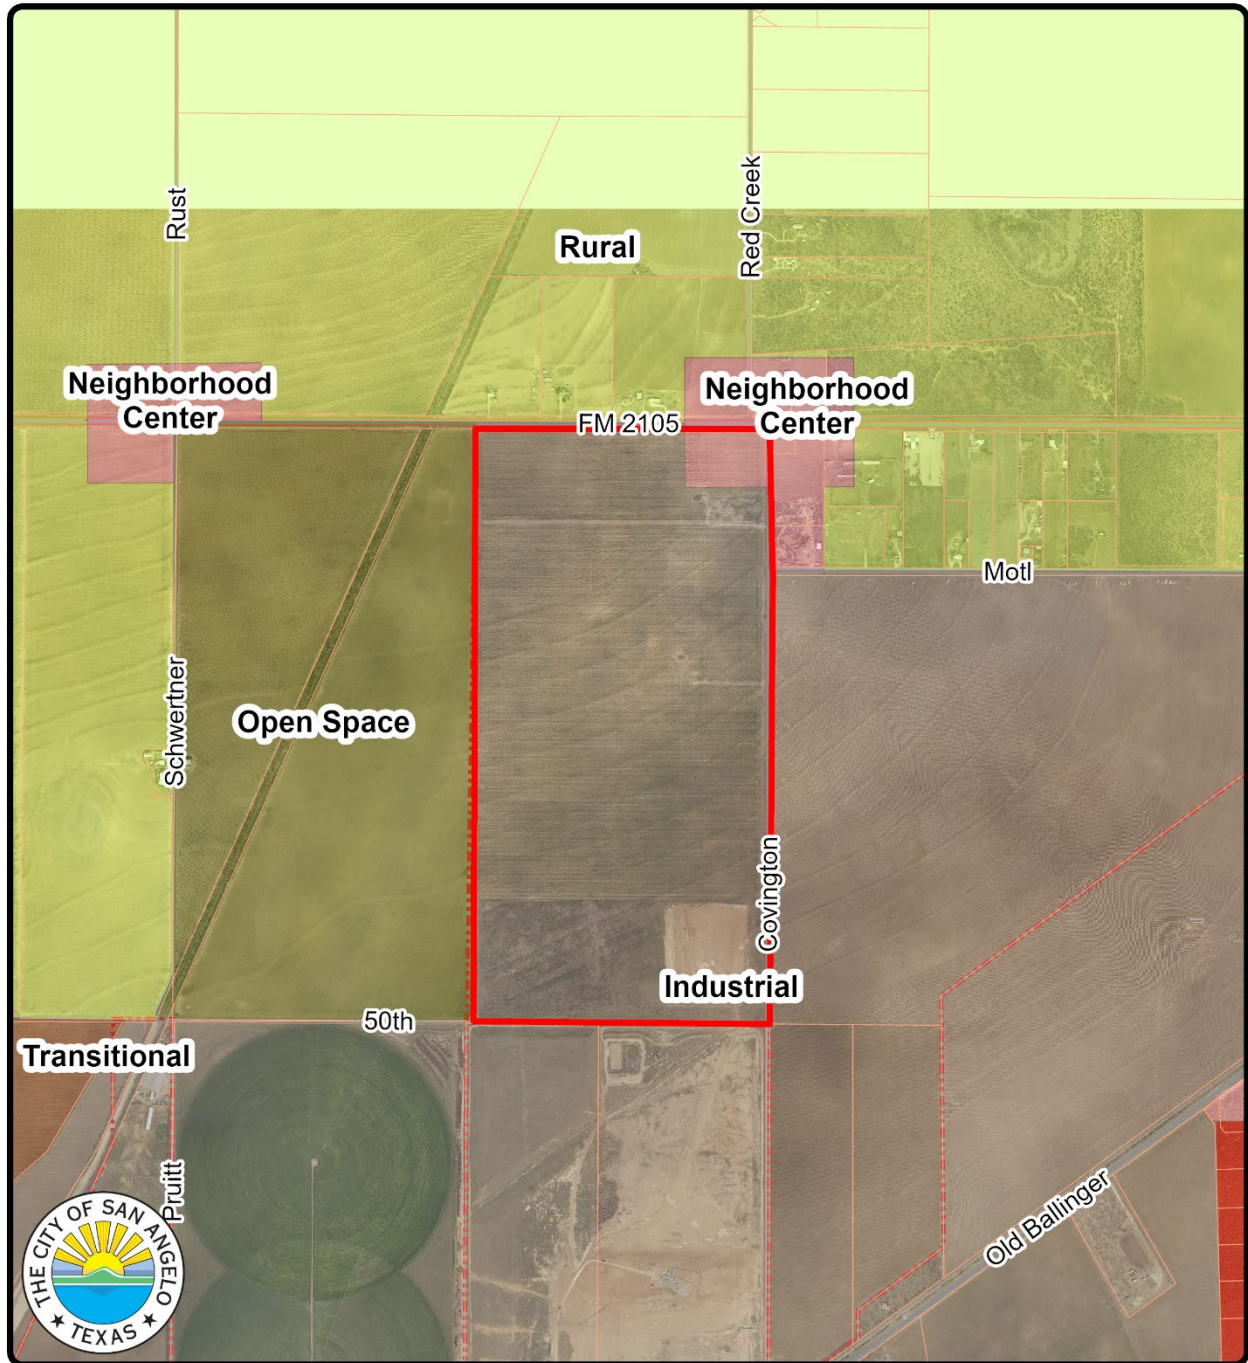 Rust
Red Creek
Rural
Neighborhood
Center
Neighborhood
Center
FM 2105
Motl
Schwertner
Open Space
Covington
Industrial
50th
Transitional
Pruitt
Old Ballinger
THE CITY OF SAN ANGELO
★ TEXAS ★